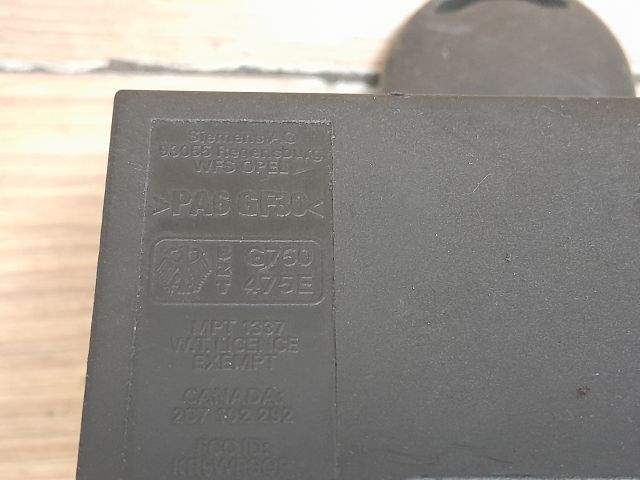 Siemens AG
93055 Regensburg
WFS OPEL
>PA6 GF30<
BZT G750
475E
MPT 1337
W.T. LICENCE
EXEMPT
CANADA:
267 102 292
FCC ID: